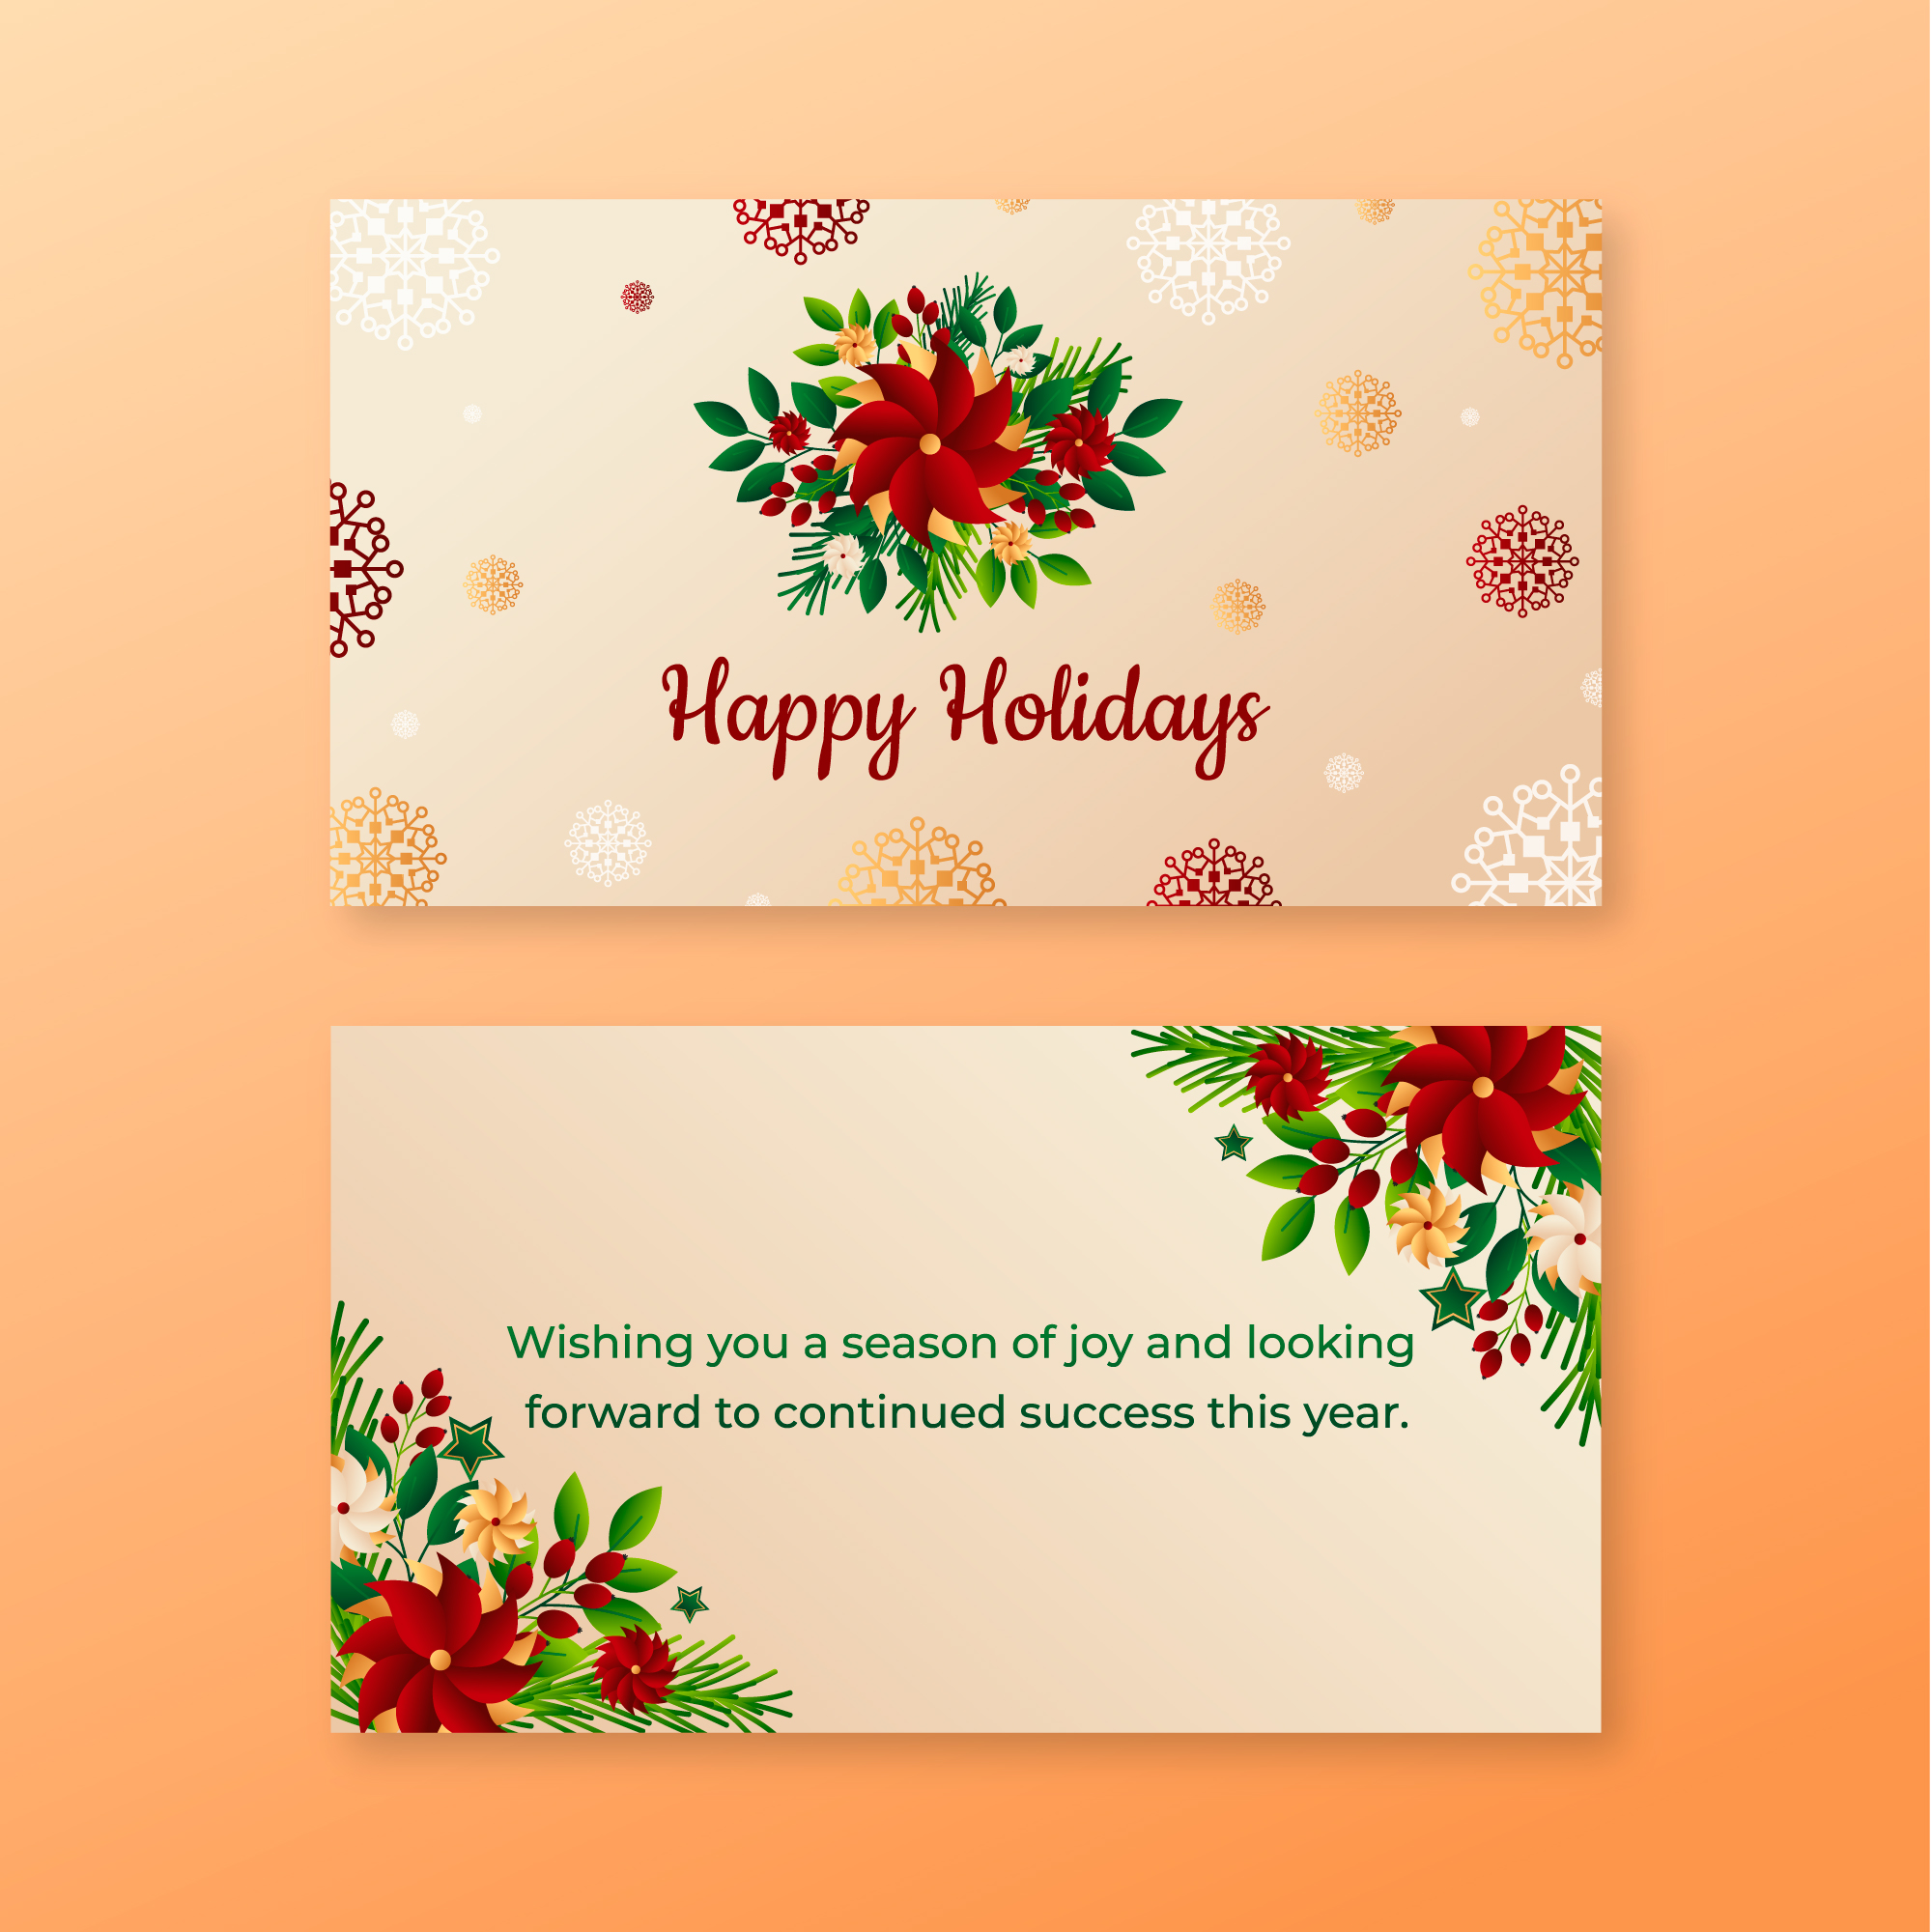 Happy Holidays
Wishing you a season of joy and looking
forward to continued success this year.